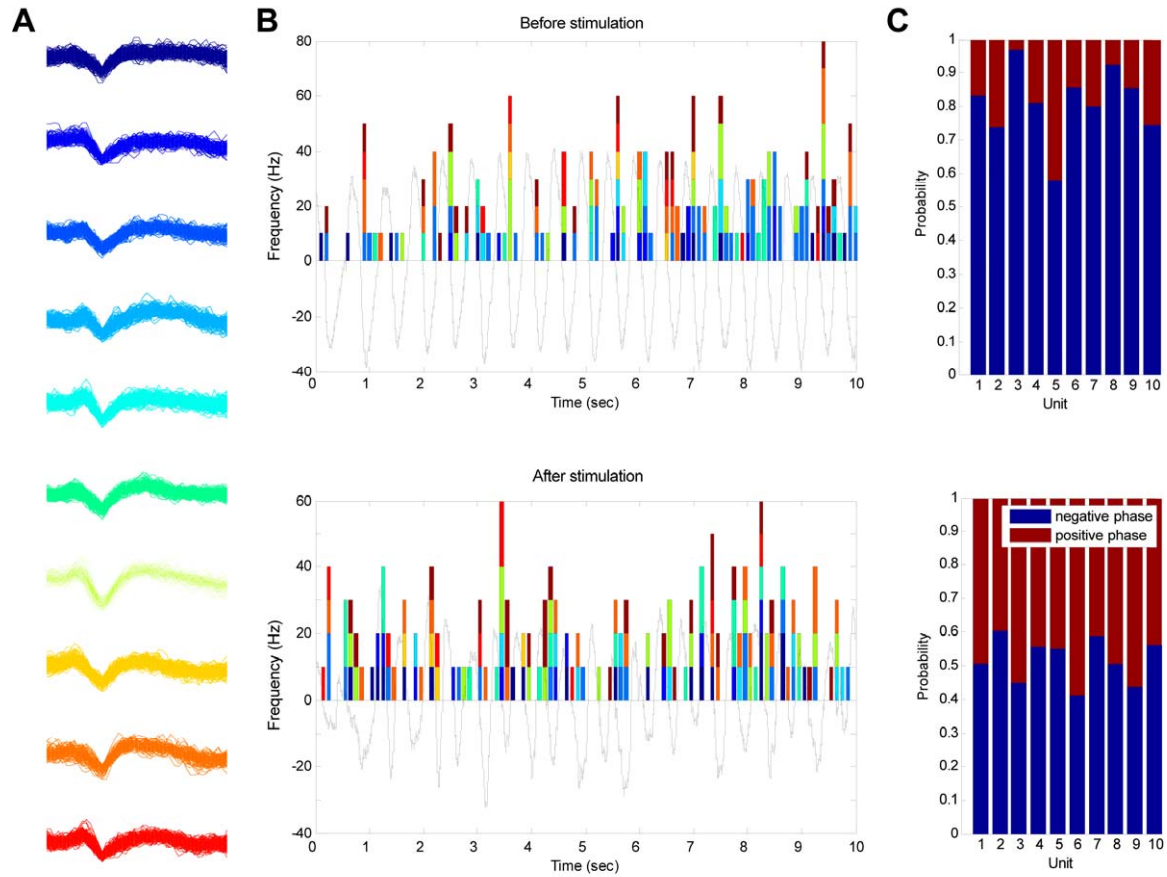 A
B
C
Before stimulation
Frequency (Hz)
80
60
40
20
0
-20
-40
0 1 2 3 4 5 6 7 8 9 10
Time (sec)
Probability
1
0.9
0.8
0.7
0.6
0.5
0.4
0.3
0.2
0.1
0
1 2 3 4 5 6 7 8 9 10
Unit
After stimulation
Frequency (Hz)
60
40
20
0
-20
-40
0 1 2 3 4 5 6 7 8 9 10
Time (sec)
Probability
1
0.9
0.8
0.7
0.6
0.5
0.4
0.3
0.2
0.1
0
negative phase
positive phase
1 2 3 4 5 6 7 8 9 10
Unit